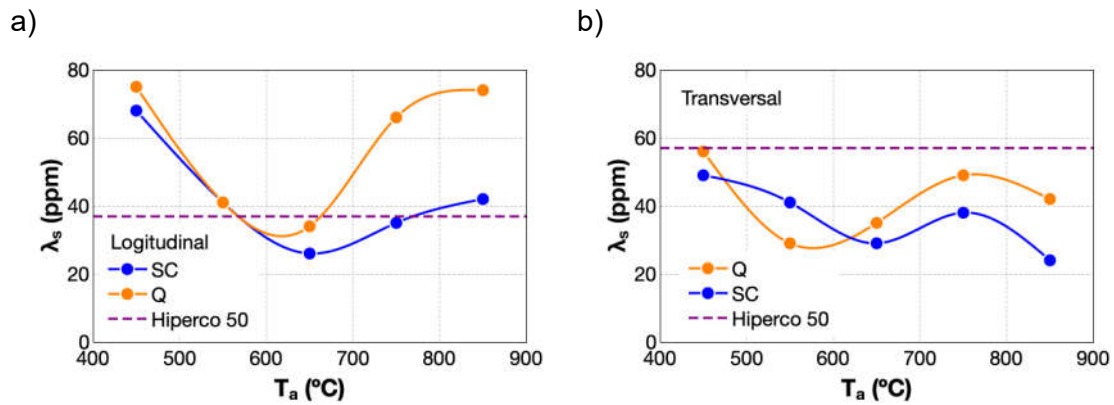 a)
80
60
40
20
0
λs (ppm)
Logitudinal
SC
Q
Hiperco 50
400 500 600 700 800 900
Ta (ºC)
b)
80
60
40
20
0
λs (ppm)
Transversal
Q
SC
Hiperco 50
400 500 600 700 800 900
Ta (ºC)